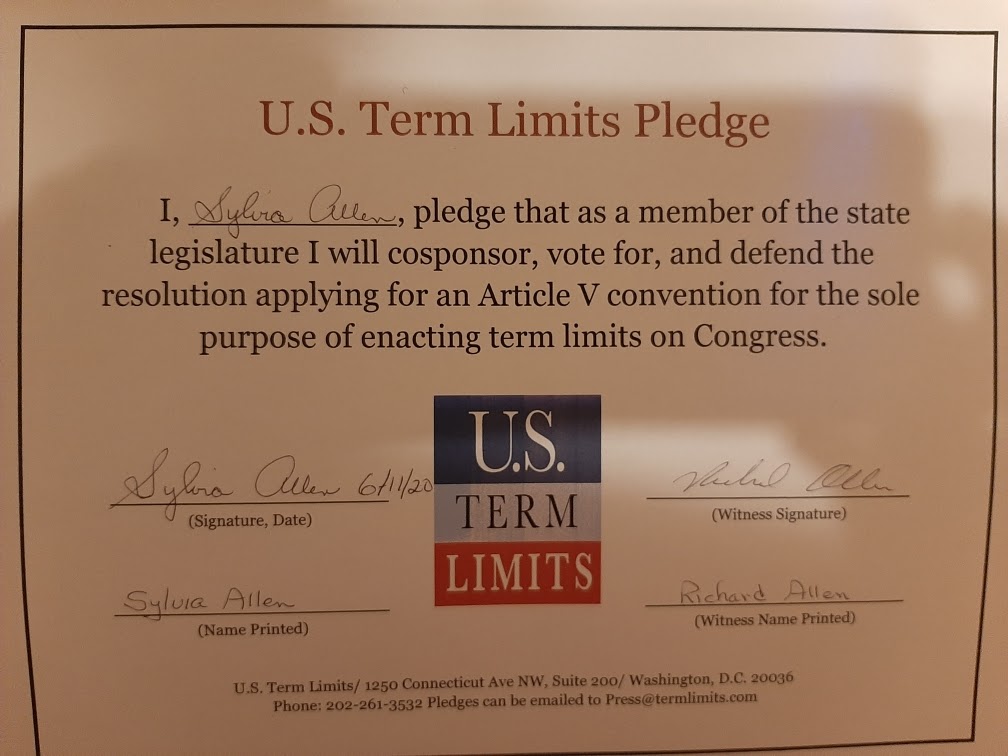 U.S. Term Limits Pledge
I, Sylvia Allen, pledge that as a member of the state
legislature I will cosponsor, vote for, and defend the
resolution applying for an Article V convention for the sole
purpose of enacting term limits on Congress.
Sylvia Allen 6/11/20
(Signature, Date)
U.S.
TERM
LIMITS
Richard Allen
(Witness Signature)
Sylvia Allen
(Name Printed)
Richard Allen
(Witness Name Printed)
U.S. Term Limits/ 1250 Connecticut Ave NW, Suite 200/ Washington, D.C. 20036
Phone: 202-261-3532 Pledges can be emailed to Press@termlimits.com